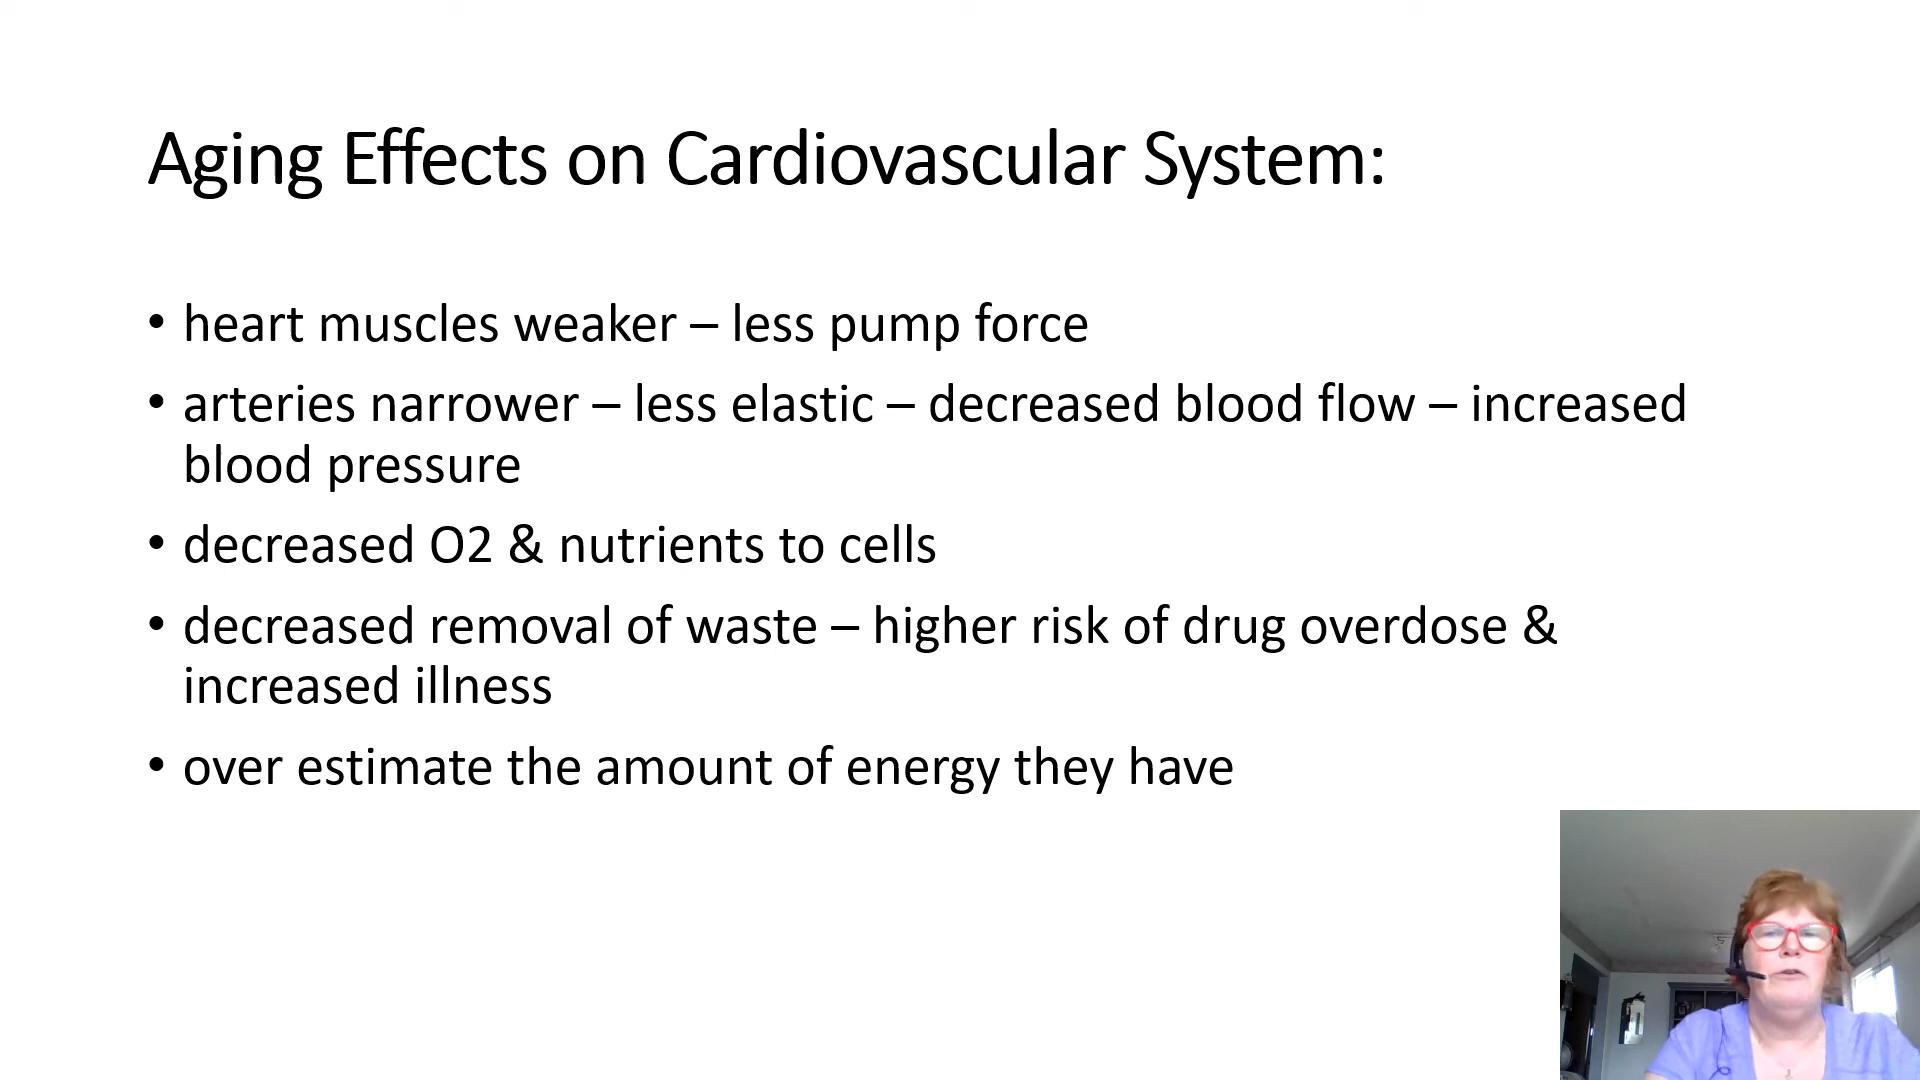 Aging Effects on Cardiovascular System:
• heart muscles weaker – less pump force
• arteries narrower – less elastic – decreased blood flow – increased
blood pressure
• decreased O2 & nutrients to cells
• decreased removal of waste – higher risk of drug overdose &
increased illness
• over estimate the amount of energy they have